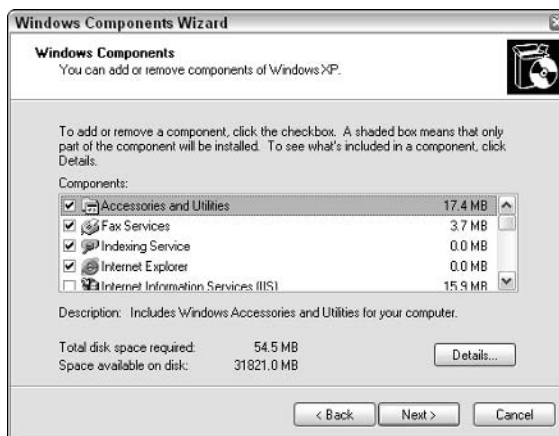 Windows Components Wizard
Windows Components
You can add or remove components of Windows XP.
To add or remove a component, click the checkbox. A shaded box means that only
part of the component will be installed. To see what's included in a component, click
Details.
Components:
Accessories and Utilities 17.4 MB
Fax Services 3.7 MB
Indexing Service 0.0 MB
Internet Explorer 0.0 MB
Internet Information Services (IIS) 15.9 MB
Description: Includes Windows Accessories and Utilities for your computer.
Total disk space required: 54.5 MB
Space available on disk: 31821.0 MB
Details...
< Back Next > Cancel